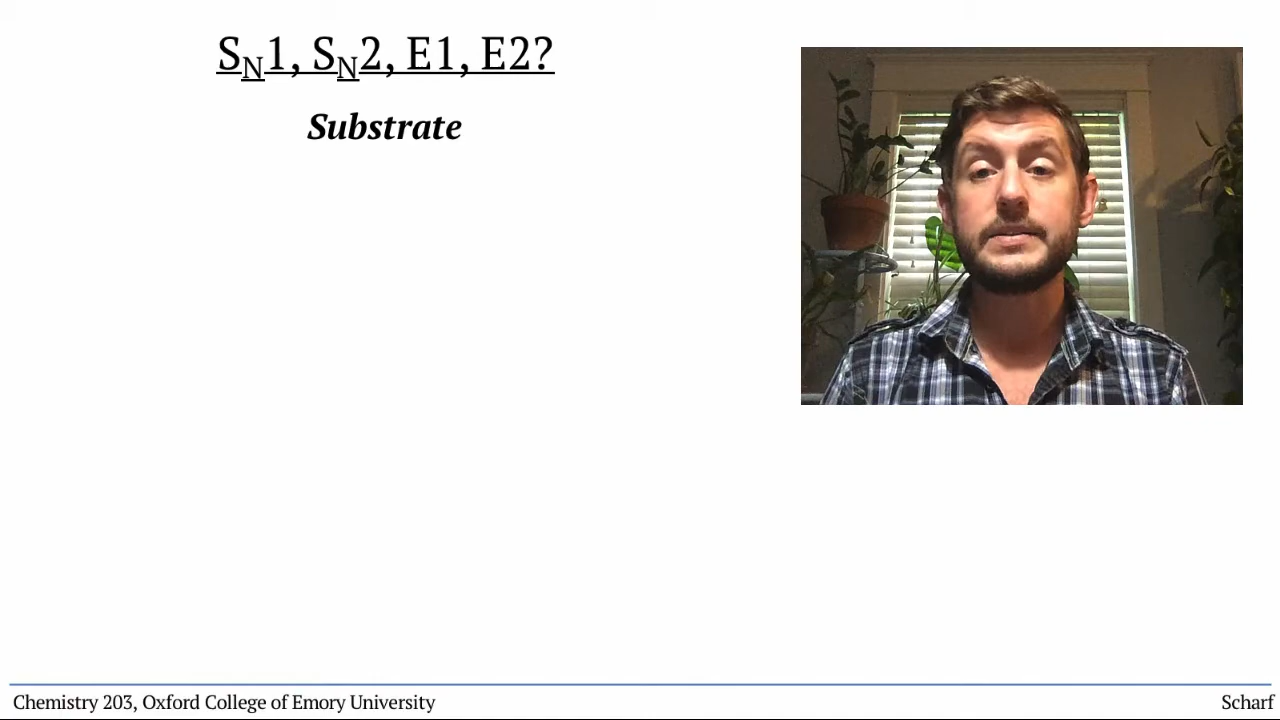 SN1, SN2, E1, E2?
Substrate
Chemistry 203, Oxford College of Emory University
Scharf